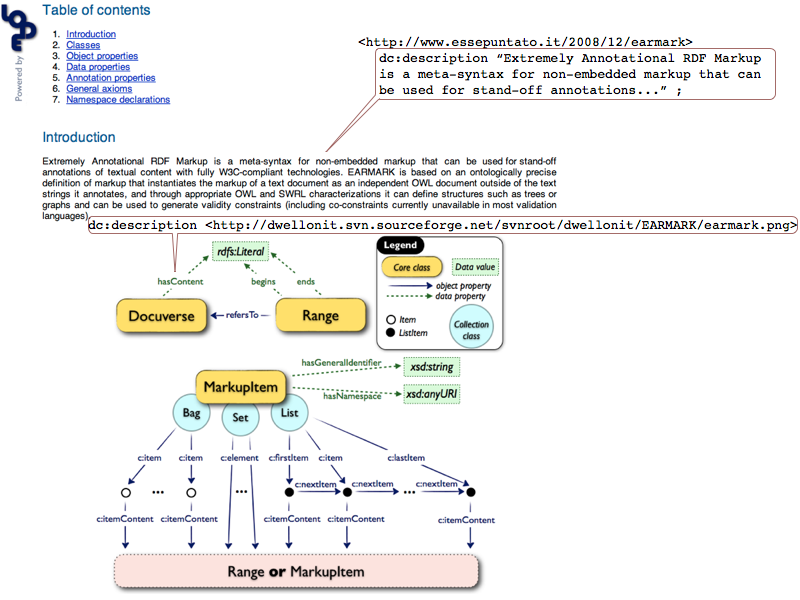 LODE
Powered by
Table of contents
1. Introduction
2. Classes
3. Object properties
4. Data properties
5. Annotation properties
6. General axioms
7. Namespace declarations
<http://www.essepuntato.it/2008/12/earmark>
dc:description “Extremely Annotational RDF Markup
is a meta-syntax for non-embedded markup that can
be used for stand-off annotations...” ;
Introduction
Extremely Annotational RDF Markup is a meta-syntax for non-embedded markup that can be used for stand-off
annotations of textual content with fully W3C-compliant technologies. EARMARK is based on an ontologically precise
definition of markup that instantiates the markup of a text document as an independent OWL document outside of the text
strings it annotates, and through appropriate OWL and SWRL characterizations it can define structures such as trees or
graphs and can be used to generate validity constraints (including co-constraints currently unavailable in most validation
languages).
dc:description <http://dwellonit.svn.sourceforge.net/svnroot/dwellonit/EARMARK/earmark.png>
rdfs:Literal
hasContent begins ends
Docuverse refersTo Range
Legend
Core class Data value
object property
data property
Item
ListItem
Collection
class
hasGeneralIdentifier xsd:string
MarkupItem
hasNamespace xsd:anyURI
Bag Set List
c:item c:item c:element c:firstItem c:item c:lastItem
... ... c:nextItem c:nextItem ... c:nextItem
c:itemContent c:itemContent c:itemContent c:itemContent c:itemContent
Range or MarkupItem